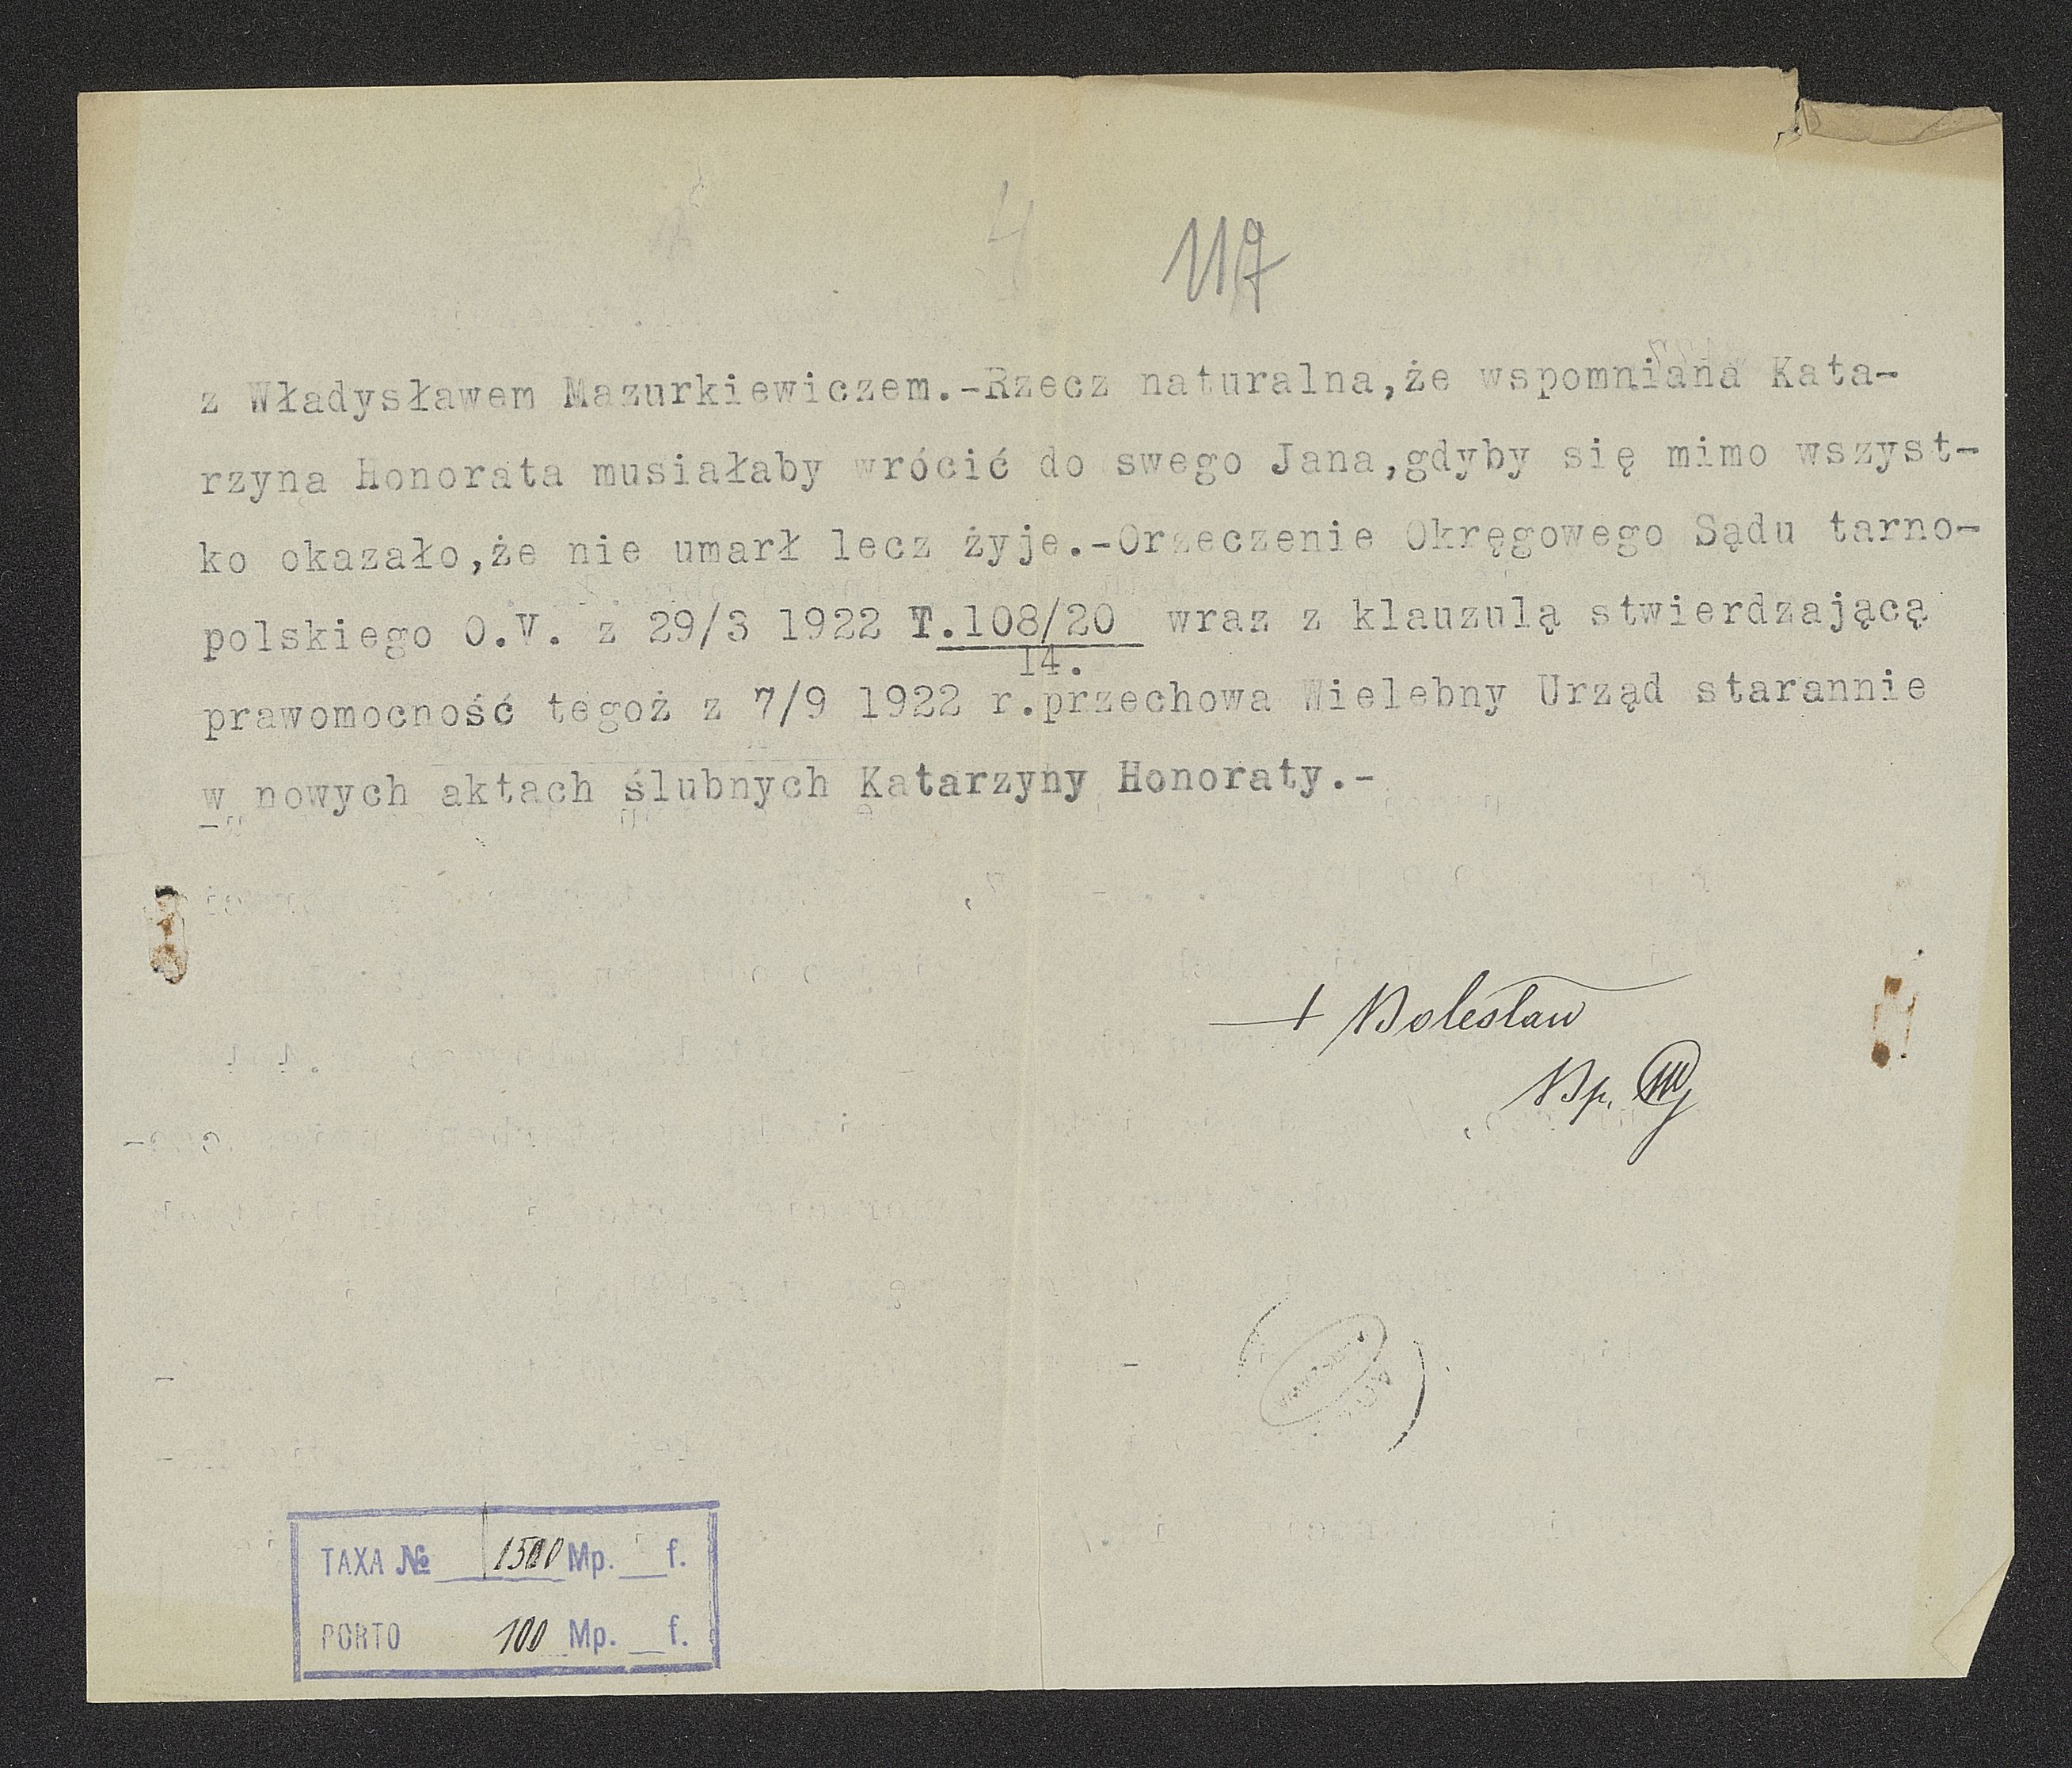 117
z Władysławem Mazurkiewiczem.-Rzecz naturalna,że wspomniana Kata-
rzyna Honorata musiałaby wrócić do swego Jana,gdyby się mimo wszyst-
ko okazało,że nie umarł lecz żyje.-Orzeczenie Okręgowego Sądu tarno-
polskiego O.V. z 29/3 1922 T.108/20 wraz z klauzulą stwierdzającą
14.
prawomocność tegoż z 7/9 1922 r.przechowa Wielebny Urząd starannie
w nowych aktach ślubnych Katarzyny Honoraty.-
+ Bolesław
Bp.
TAXA № 1500 Mp. f.
PORTO 100 Mp. f.